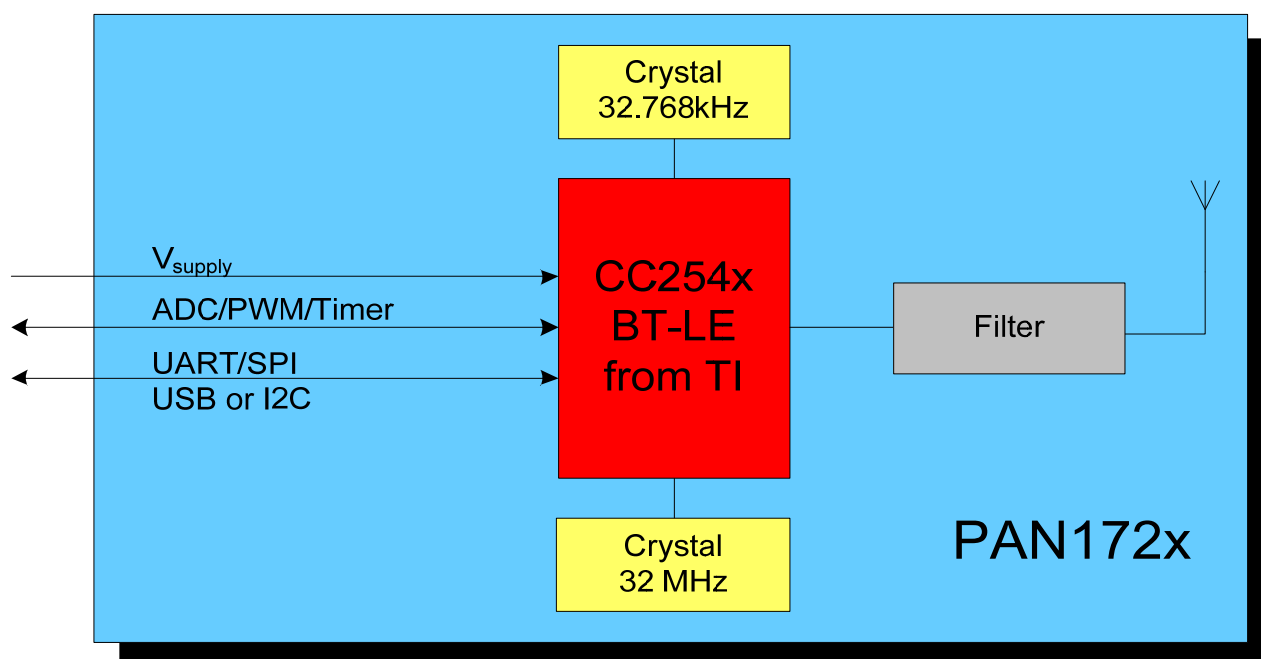 Crystal
32.768kHz
Vsupply
ADC/PWM/Timer
UART/SPI
USB or I2C
CC254x
BT-LE
from TI
Filter
Crystal
32 MHz
PAN172x